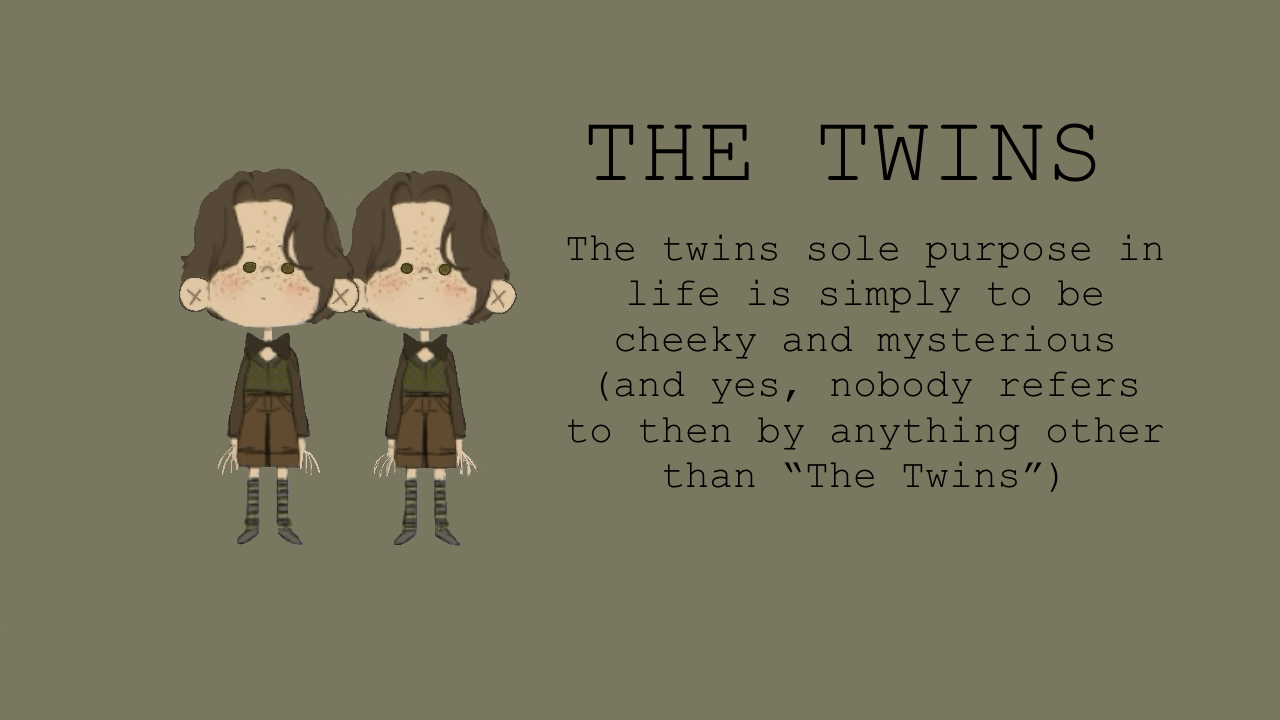 THE TWINS
The twins sole purpose in
life is simply to be
cheeky and mysterious
(and yes, nobody refers
to then by anything other
than “The Twins”)